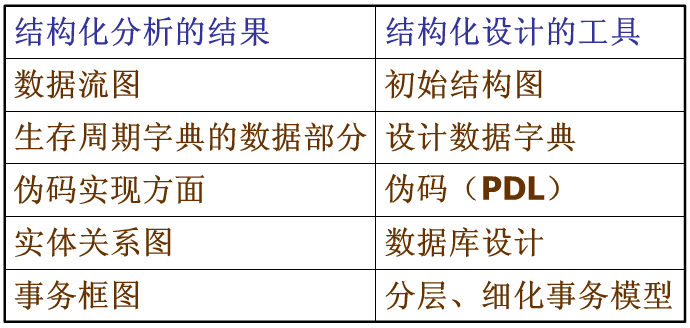 结构化分析的结果 结构化设计的工具
数据流图 初始结构图
生存周期字典的数据部分 设计数据字典
伪码实现方面 伪码（PDL）
实体关系图 数据库设计
事务框图 分层、细化事务模型